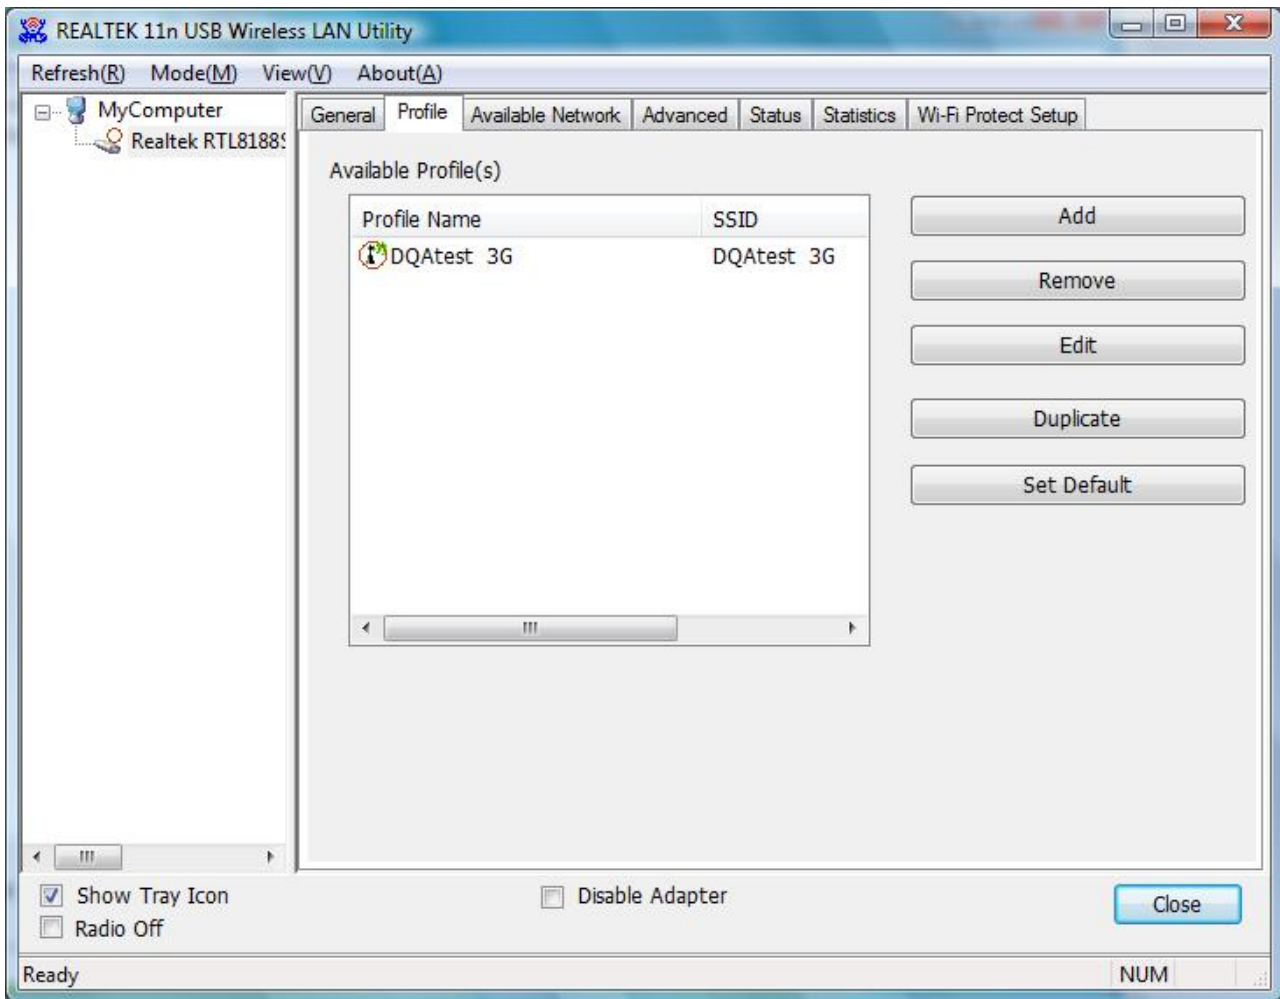 REALTEK 11n USB Wireless LAN Utility
Refresh(R) Mode(M) View(V) About(A)
MyComputer
Realtek RTL8188S
General Profile Available Network Advanced Status Statistics Wi-Fi Protect Setup
Available Profile(s)
Profile Name SSID
DQAtest 3G DQAtest 3G
Add
Remove
Edit
Duplicate
Set Default
Show Tray Icon
Radio Off
Disable Adapter
Close
Ready NUM